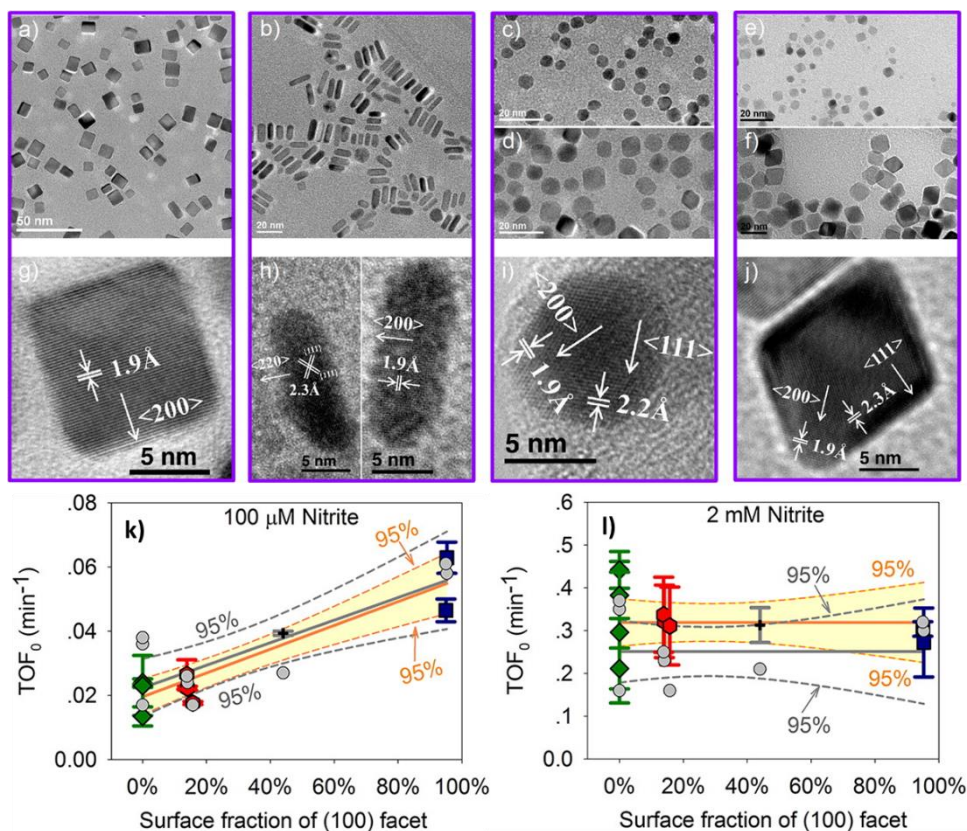 a)
50 nm
b)
20 nm
c)
20 nm
d)
20 nm
e)
20 nm
f)
20 nm
g)
1.9Å
<200>
5 nm
h)
<220>
(111)
(111)
2.3Å
5 nm
<200>
1.9Å
5 nm
i)
<200>
<111>
1.9Å
2.2Å
5 nm
j)
<111>
<200>
2.3Å
1.9Å
5 nm
k)
100 μM Nitrite
95%
95%
95%
95%
TOF₀ (min⁻¹)
.08
.06
.04
.02
0.00
0% 20% 40% 60% 80% 100%
Surface fraction of (100) facet
l)
2 mM Nitrite
95%
95%
95%
95%
TOF₀ (min⁻¹)
.6
.5
.4
.3
.2
.1
0.0
0% 20% 40% 60% 80% 100%
Surface fraction of (100) facet